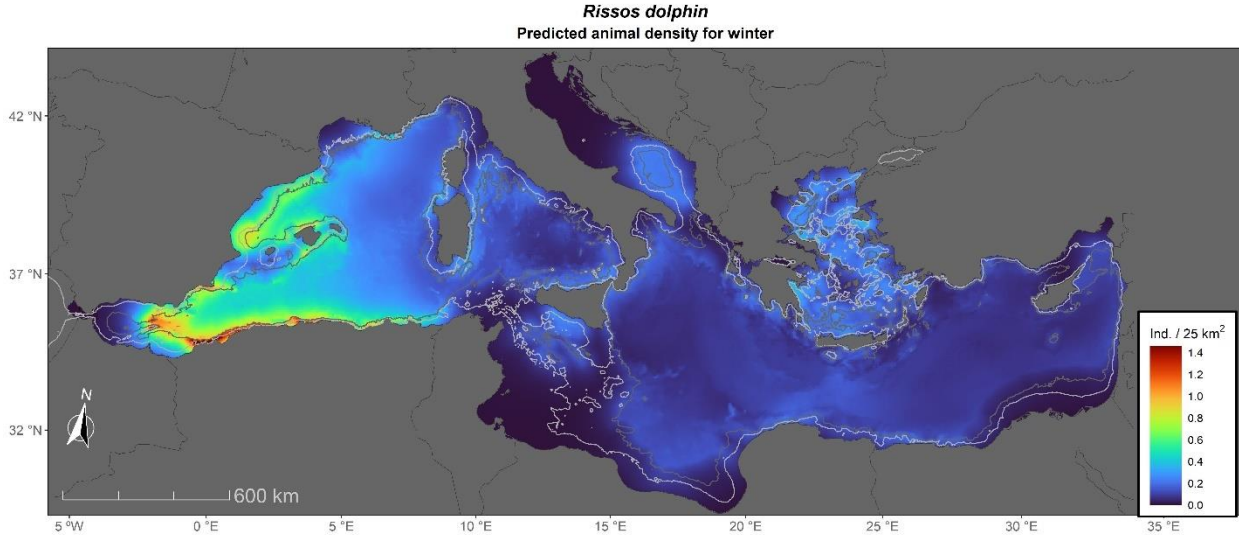 Rissos dolphin
Predicted animal density for winter
42 °N
37 °N
32 °N
N
600 km
Ind. / 25 km²
1.4
1.2
1.0
0.8
0.6
0.4
0.2
0.0
5 °W
0 °E
5 °E
10 °E
15 °E
20 °E
25 °E
30 °E
35 °E